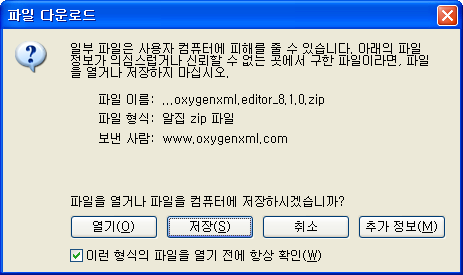 파일 다운로드
일부 파일은 사용자 컴퓨터에 피해를 줄 수 있습니다. 아래의 파일
정보가 의심스럽거나 신뢰할 수 없는 곳에서 구한 파일이라면, 파일
을 열거나 저장하지 마십시오.
파일 이름: ...oxygenxml.editor_8.1.0.zip
파일 형식: 알집 zip 파일
보낸 사람: www.oxygenxml.com
파일을 열거나 파일을 컴퓨터에 저장하시겠습니까?
열기(O) 저장(S) 취소 추가 정보(M)
이런 형식의 파일을 열기 전에 항상 확인(W)